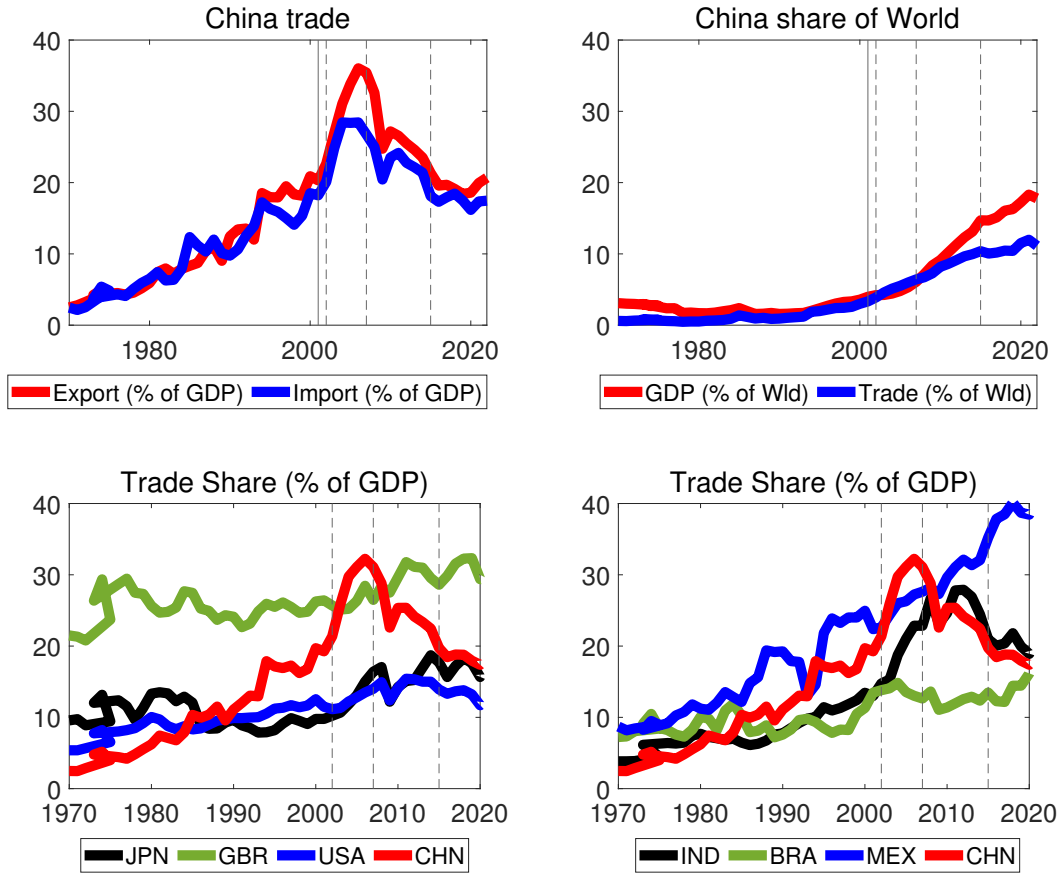 China trade
40
30
20
10
0
1980 2000 2020
Export (% of GDP) Import (% of GDP)
China share of World
40
30
20
10
0
1980 2000 2020
GDP (% of Wld) Trade (% of Wld)
Trade Share (% of GDP)
40
30
20
10
0
1970 1980 1990 2000 2010 2020
JPN GBR USA CHN
Trade Share (% of GDP)
40
30
20
10
0
1970 1980 1990 2000 2010 2020
IND BRA MEX CHN